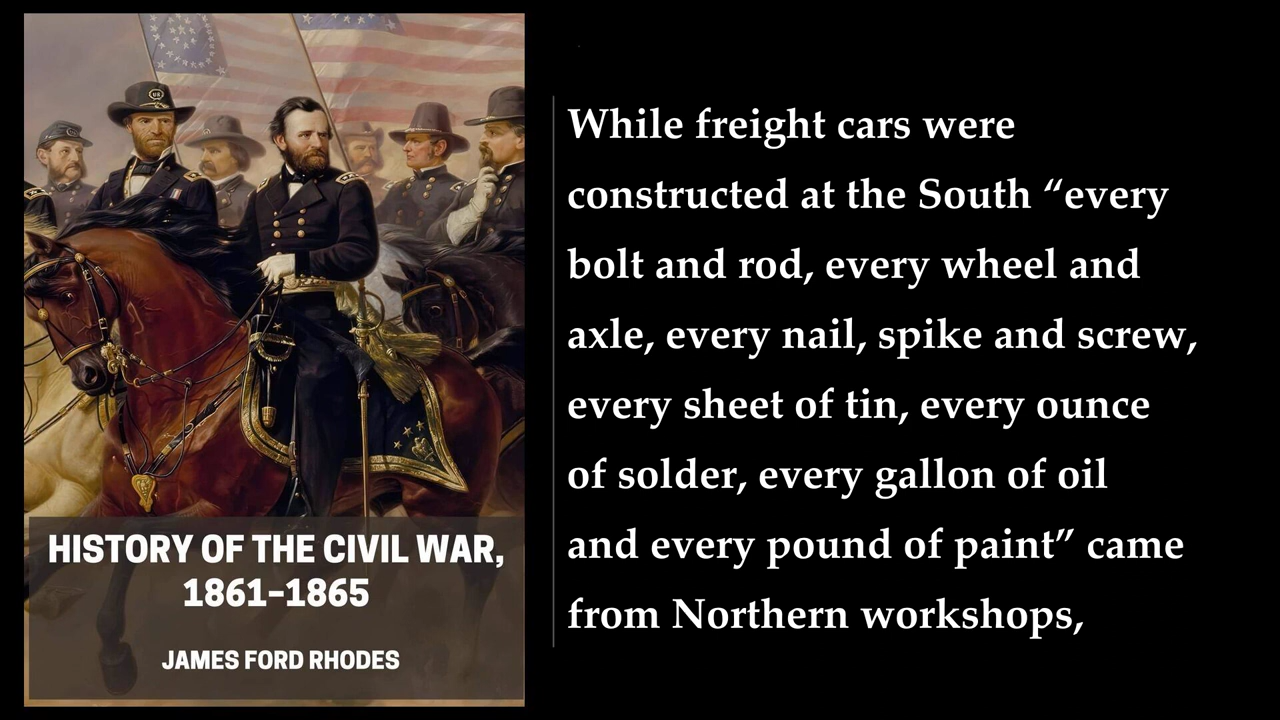 HISTORY OF THE CIVIL WAR,
1861–1865
JAMES FORD RHODES
While freight cars were
constructed at the South “every
bolt and rod, every wheel and
axle, every nail, spike and screw,
every sheet of tin, every ounce
of solder, every gallon of oil
and every pound of paint” came
from Northern workshops,